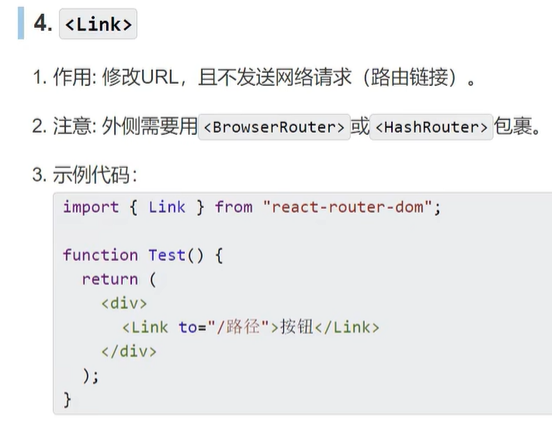 4. <Link>
1. 作用: 修改URL，且不发送网络请求（路由链接）。
2. 注意: 外侧需要用<BrowserRouter>或<HashRouter>包裹。
3. 示例代码：
import { Link } from "react-router-dom";
function Test() {
  return (
    <div>
      <Link to="/路径">按钮</Link>
    </div>
  );
}